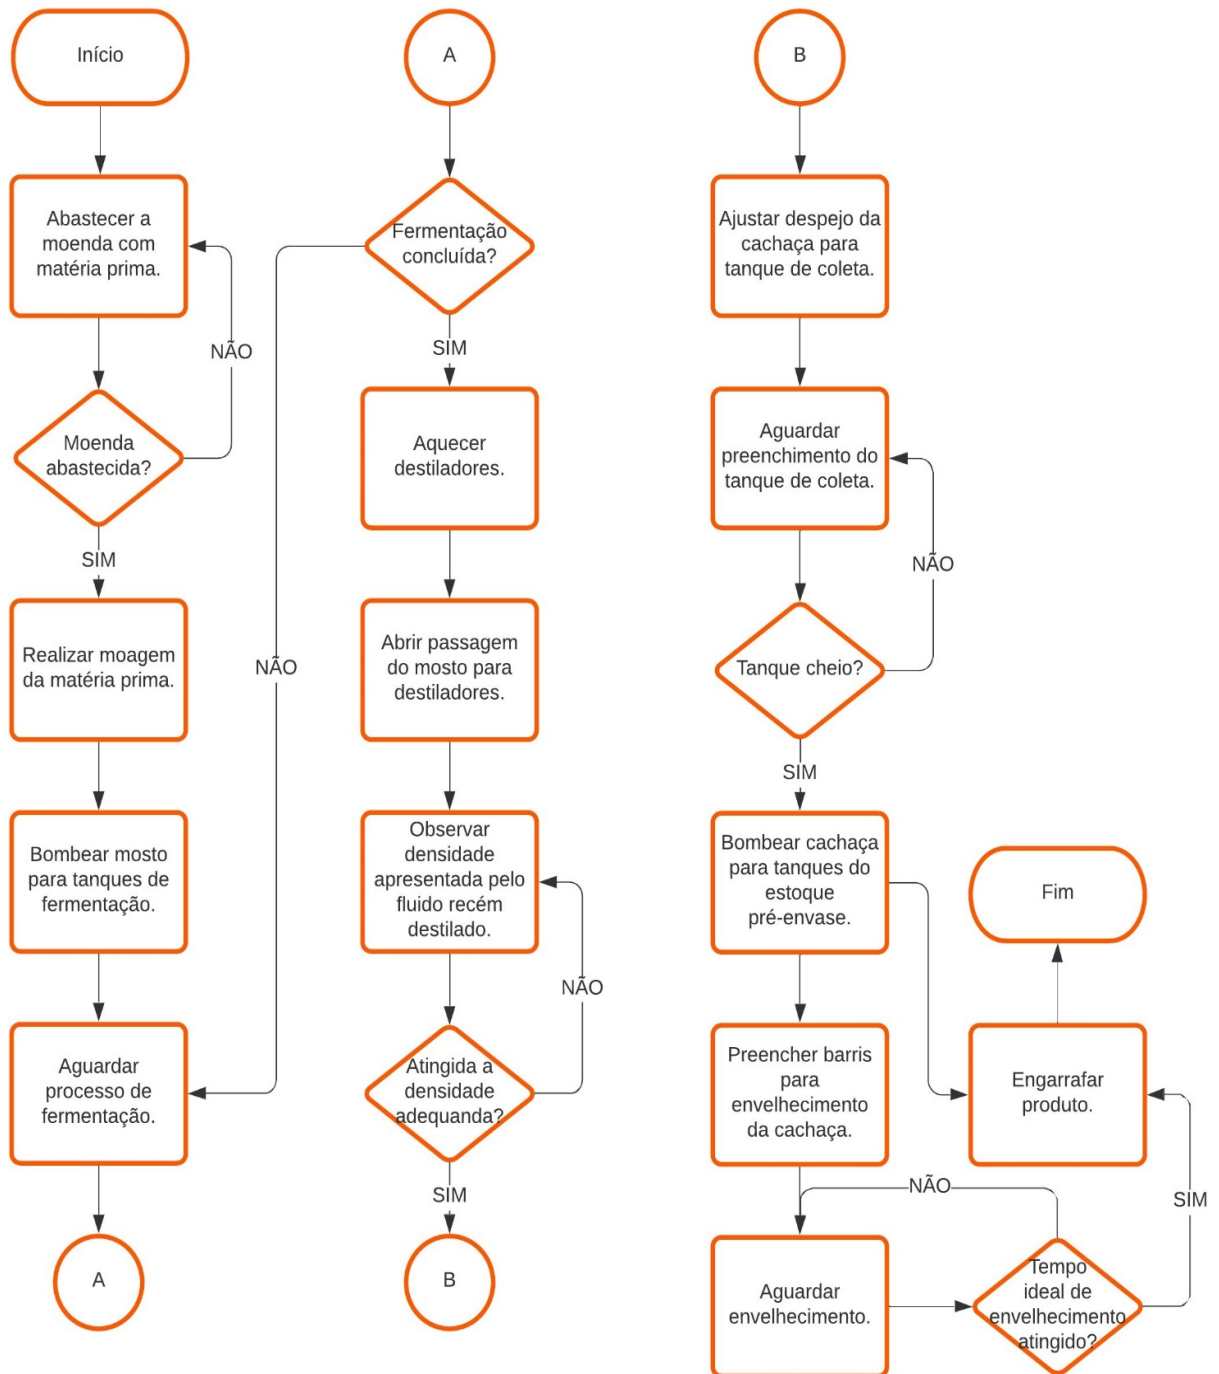 Início
Abastecer a
moenda com
matéria prima.
NÃO
Moenda
abastecida?
SIM
Realizar moagem
da matéria prima.
Bombear mosto
para tanques de
fermentação.
Aguardar
processo de
fermentação.
A
A
Fermentação
concluída?
NÃO
SIM
Aquecer
destiladores.
Abrir passagem
do mosto para
destiladores.
Observar
densidade
apresentada pelo
fluido recém
destilado.
NÃO
Atingida a
densidade
adequanda?
SIM
B
B
Ajustar despejo da
cachaça para
tanque de coleta.
Aguardar
preenchimento do
tanque de coleta.
NÃO
Tanque cheio?
SIM
Bombear cachaça
para tanques do
estoque
pré-envase.
Preencher barris
para
envelhecimento
da cachaça.
NÃO
Aguardar
envelhecimento.
Tempo
ideal de
envelhecimento
atingido?
SIM
Engarrafar
produto.
Fim